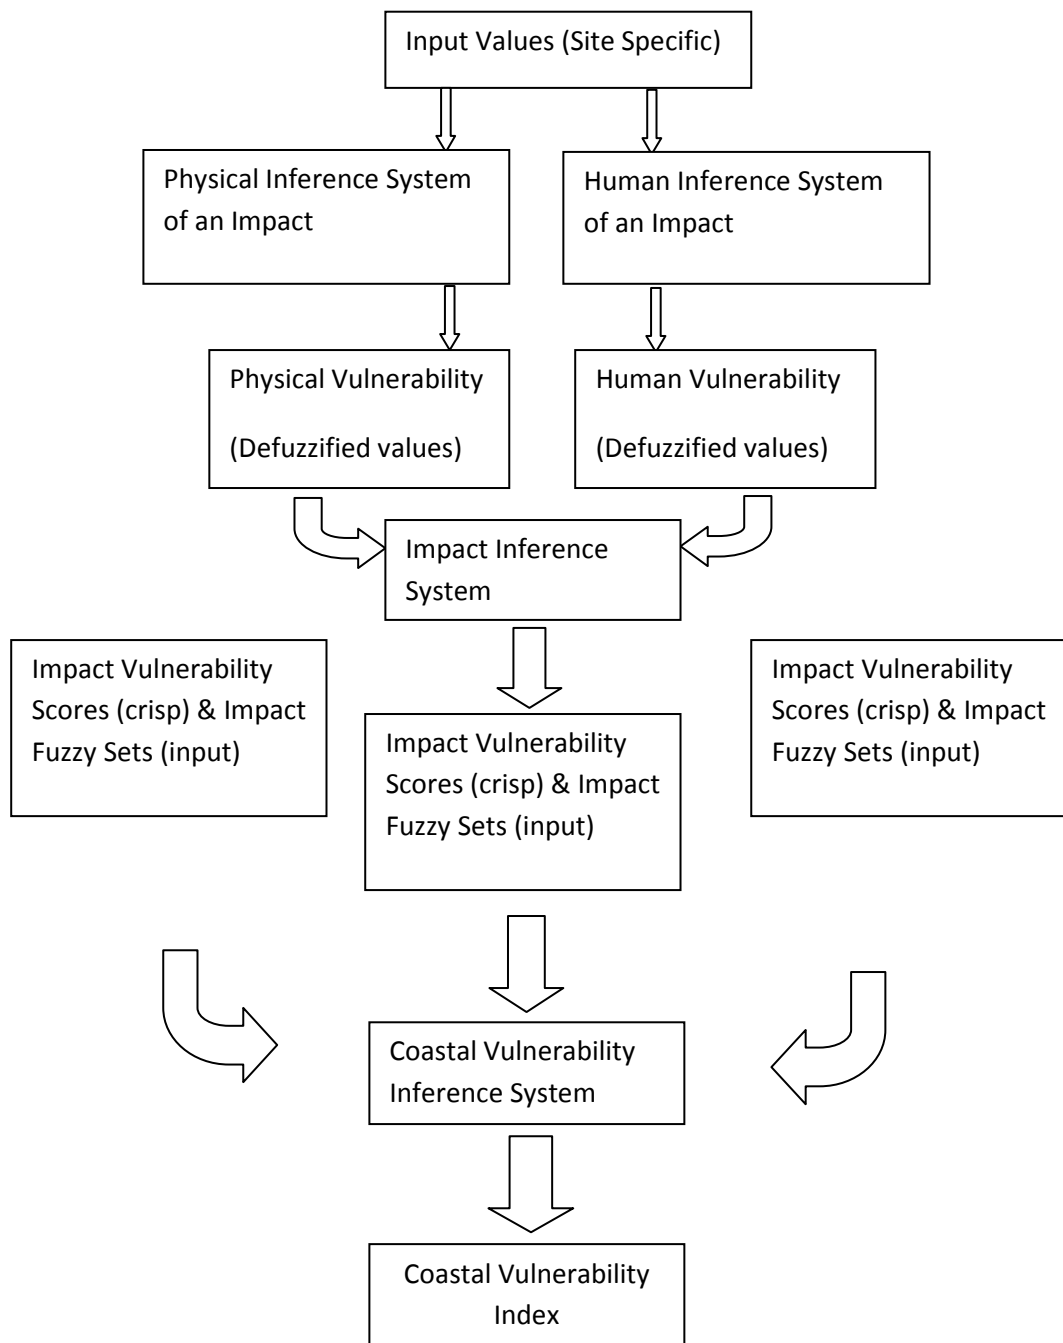 Input Values (Site Specific)
Physical Inference System
of an Impact
Human Inference System
of an Impact
Physical Vulnerability
(Defuzzified values)
Human Vulnerability
(Defuzzified values)
Impact Inference
System
Impact Vulnerability
Scores (crisp) & Impact
Fuzzy Sets (input)
Impact Vulnerability
Scores (crisp) & Impact
Fuzzy Sets (input)
Impact Vulnerability
Scores (crisp) & Impact
Fuzzy Sets (input)
Coastal Vulnerability
Inference System
Coastal Vulnerability
Index